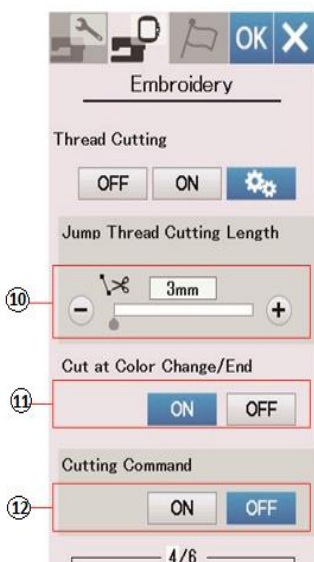 OK X
Embroidery
Thread Cutting
OFF ON
Jump Thread Cutting Length
⑩ 3mm
− +
Cut at Color Change/End
⑪ ON OFF
Cutting Command
⑫ ON OFF
4/6